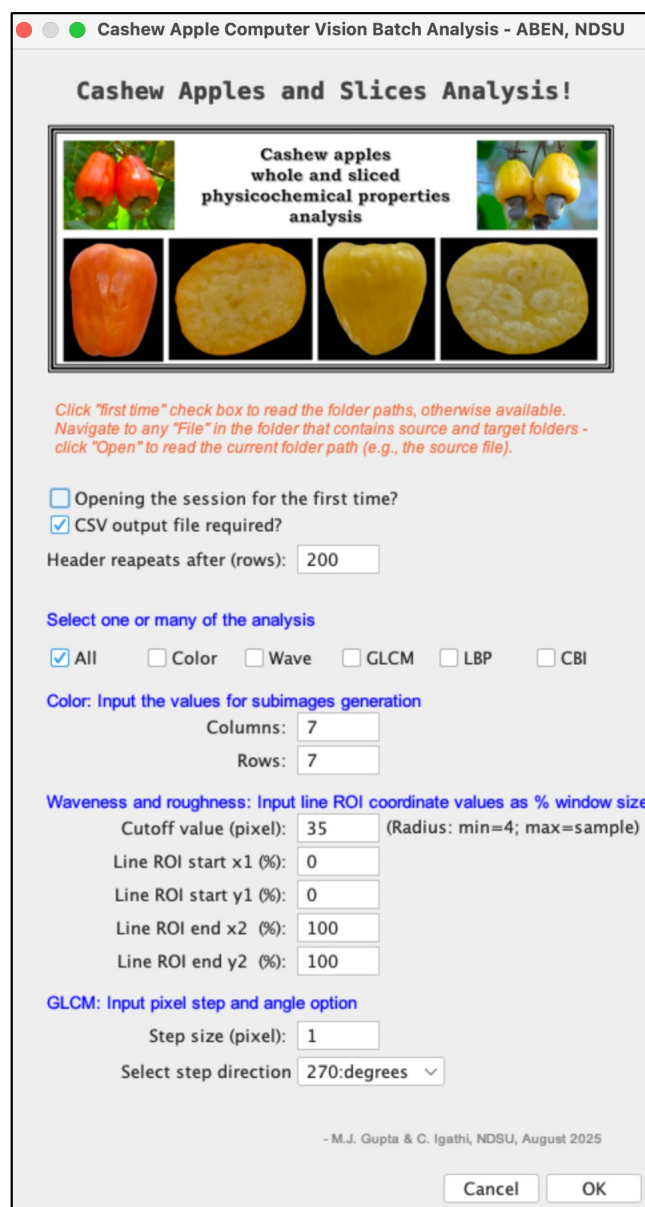 Cashew Apple Computer Vision Batch Analysis - ABEN, NDSU
Cashew Apples and Slices Analysis!
Cashew apples
whole and sliced
physicochemical properties
analysis
Click "first time" check box to read the folder paths, otherwise available.
Navigate to any "File" in the folder that contains source and target folders -
click "Open" to read the current folder path (e.g., the source file).
Opening the session for the first time?
CSV output file required?
Header reapeats after (rows): 200
Select one or many of the analysis
All Color Wave GLCM LBP CBI
Color: Input the values for subimages generation
Columns: 7
Rows: 7
Waveness and roughness: Input line ROI coordinate values as % window size
Cutoff value (pixel): 35 (Radius: min=4; max=sample)
Line ROI start x1 (%): 0
Line ROI start y1 (%): 0
Line ROI end x2 (%): 100
Line ROI end y2 (%): 100
GLCM: Input pixel step and angle option
Step size (pixel): 1
Select step direction 270:degrees
- M.J. Gupta & C. Igathi, NDSU, August 2025
Cancel OK